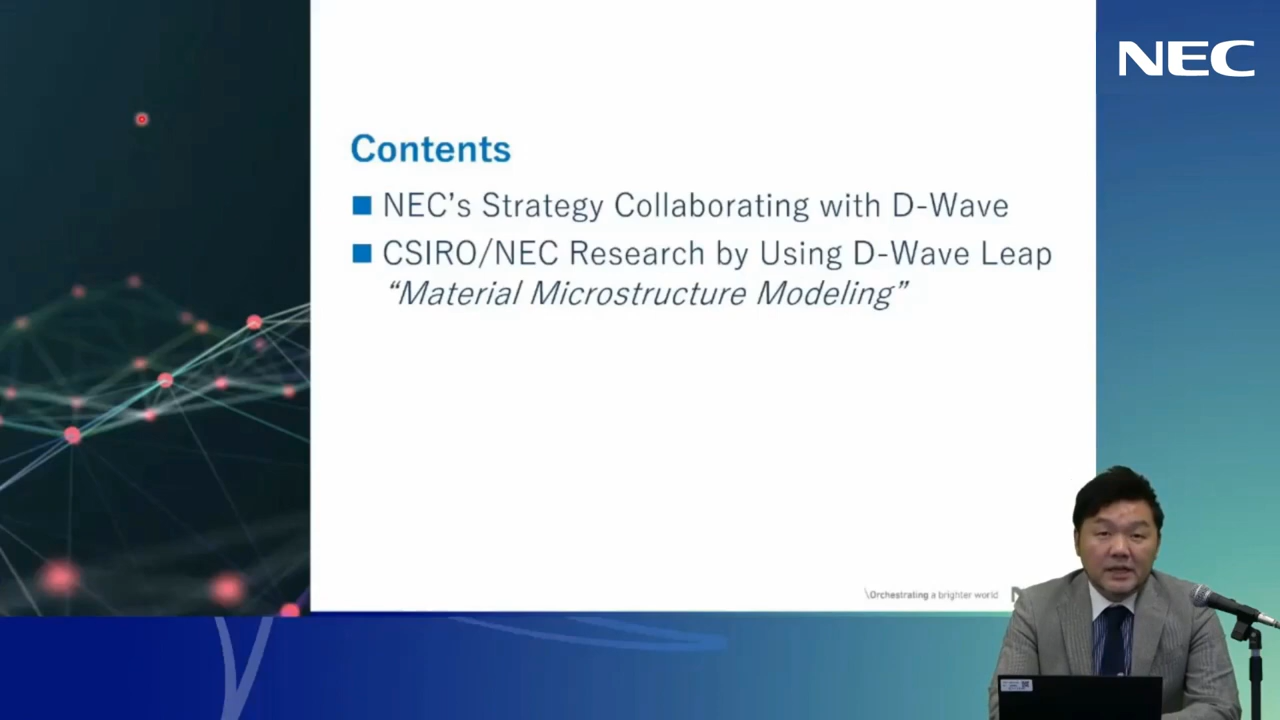 NEC
Contents
NEC's Strategy Collaborating with D-Wave
CSIRO/NEC Research by Using D-Wave Leap
“Material Microstructure Modeling”
\Orchestrating a brighter world